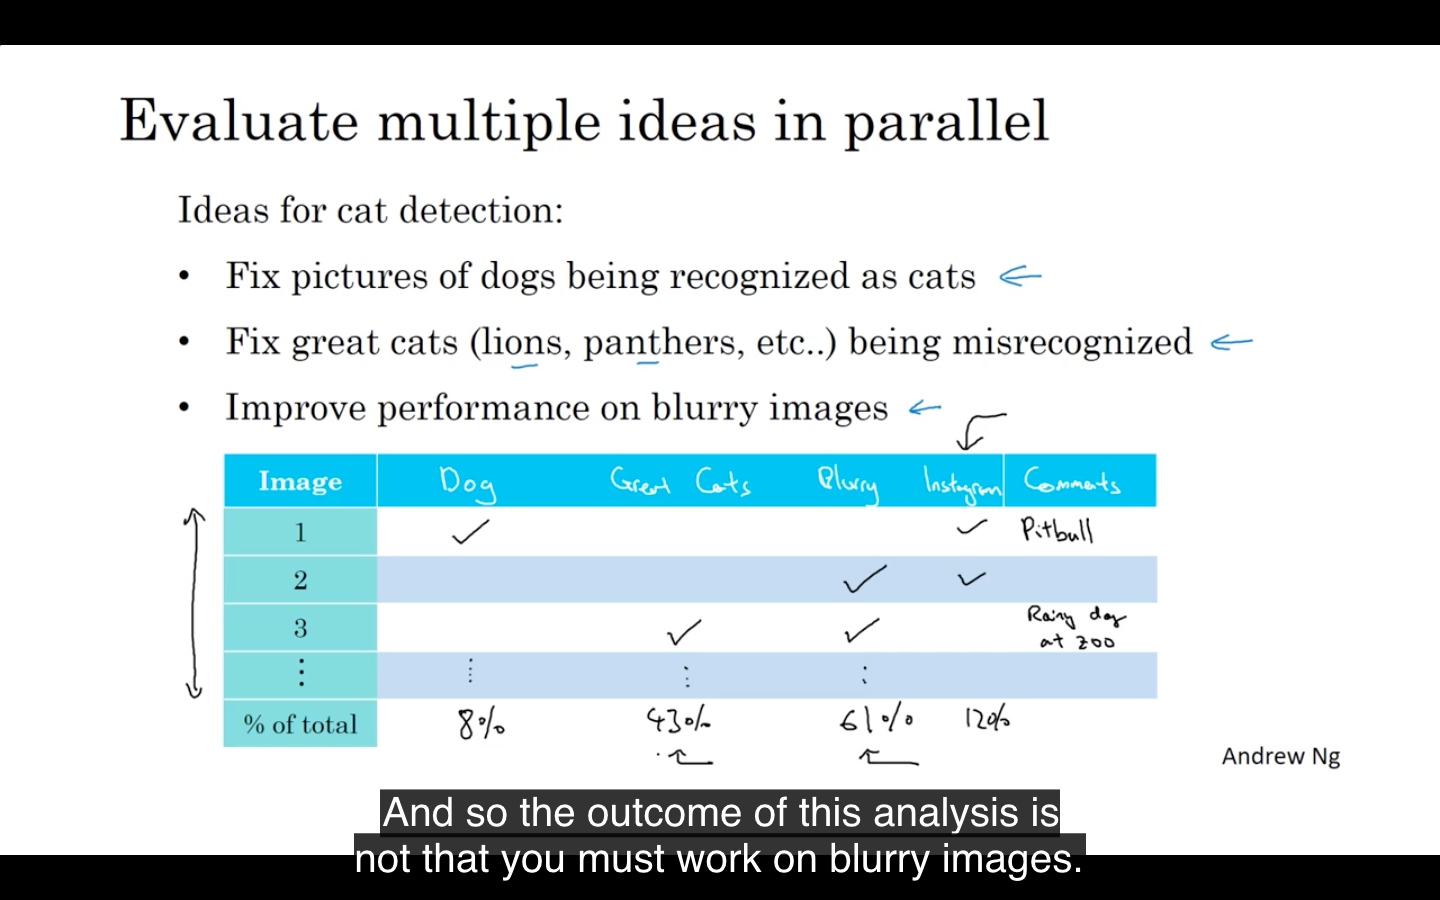 Evaluate multiple ideas in parallel
Ideas for cat detection:
• Fix pictures of dogs being recognized as cats
• Fix great cats (lions, panthers, etc..) being misrecognized
• Improve performance on blurry images
Image Dog Great Cats Blurry Instagram Comments
1 ✓ ✓ Pitbull
2 ✓ ✓
3 ✓ ✓ Rainy day
at zoo
⋮ ⋮ ⋮ ⋮
% of total 8% 43% 61% 12%
Andrew Ng
And so the outcome of this analysis is
not that you must work on blurry images.